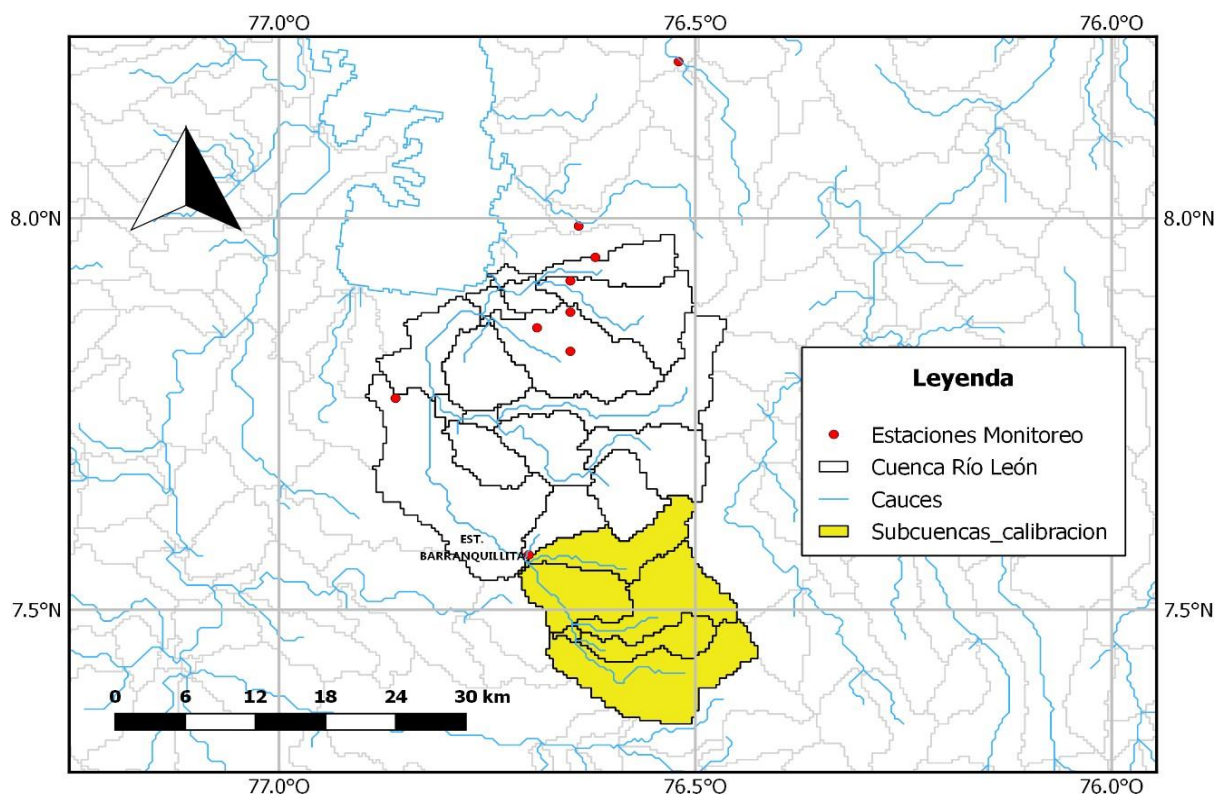 77.0°O 76.5°O 76.0°O
8.0°N 8.0°N
Leyenda
Estaciones Monitoreo
Cuenca Río León
Cauces
Subcuencas_calibracion
EST.
BARRANQUILLITA
7.5°N 7.5°N
0 6 12 18 24 30 km
77.0°O 76.5°O 76.0°O